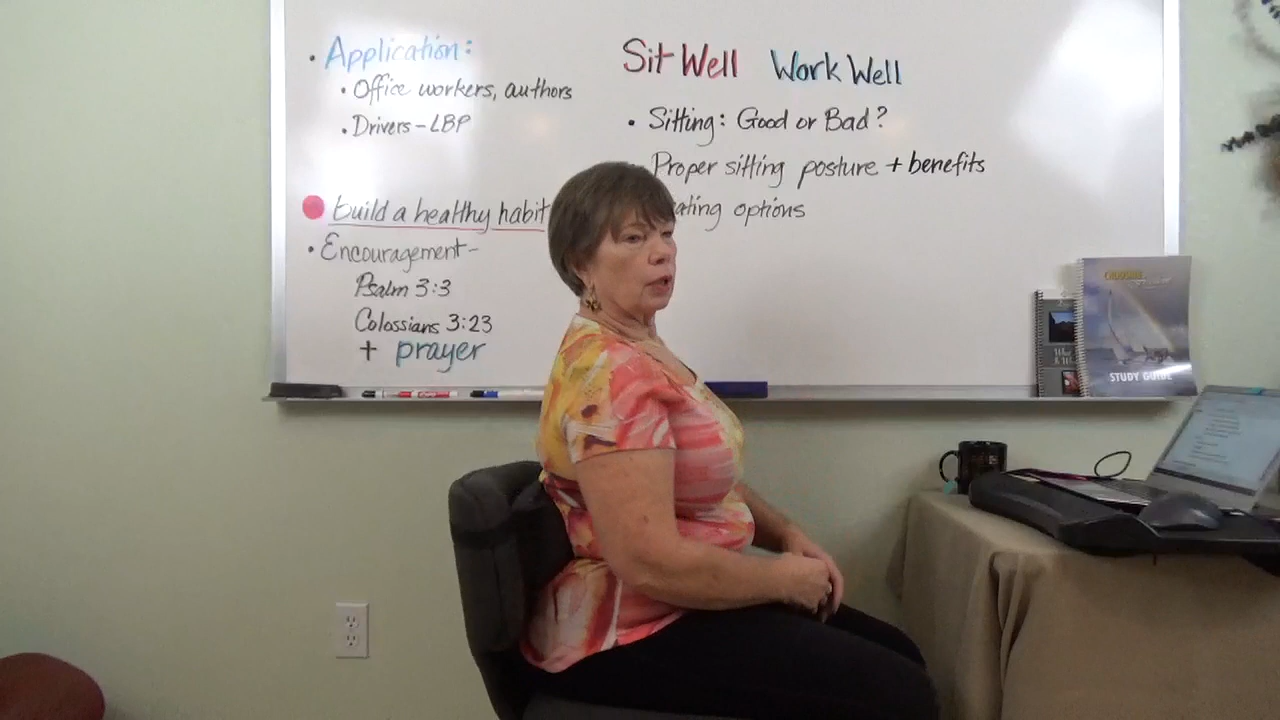 • Application:
• Office workers, authors
• Drivers - LBP
build a healthy habit
• Encouragement -
Psalm 3:3
Colossians 3:23
+ prayer
Sit Well Work Well
• Sitting: Good or Bad?
Proper sitting posture + benefits
options
STUDY GUIDE